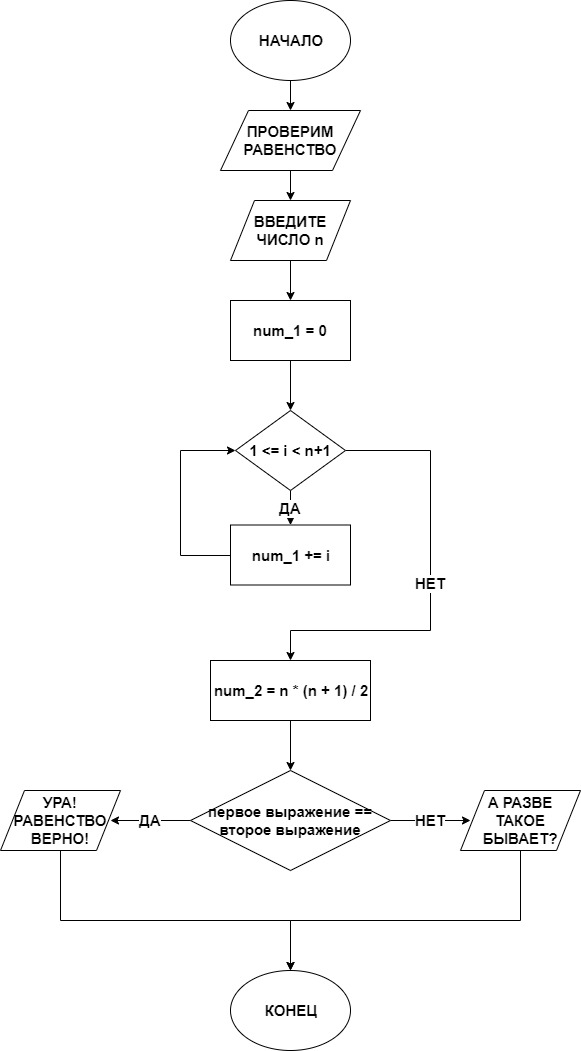 НАЧАЛО
ПРОВЕРИМ
РАВЕНСТВО
ВВЕДИТЕ
ЧИСЛО n
num_1 = 0
1 <= i < n+1
ДА
num_1 += i
НЕТ
num_2 = n * (n + 1) / 2
первое выражение ==
второе выражение
ДА
УРА!
РАВЕНСТВО
ВЕРНО!
НЕТ
А РАЗВЕ
ТАКОЕ
БЫВАЕТ?
КОНЕЦ